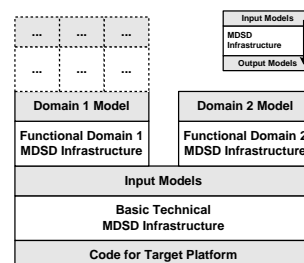 ... ... ...
... ... ...
Input Models
MDSD
Infrastructure
Output Models
Domain 1 Model
Domain 2 Model
Functional Domain 1
MDSD Infrastructure
Functional Domain 2
MDSD Infrastructure
Input Models
Basic Technical
MDSD Infrastructure
Code for Target Platform